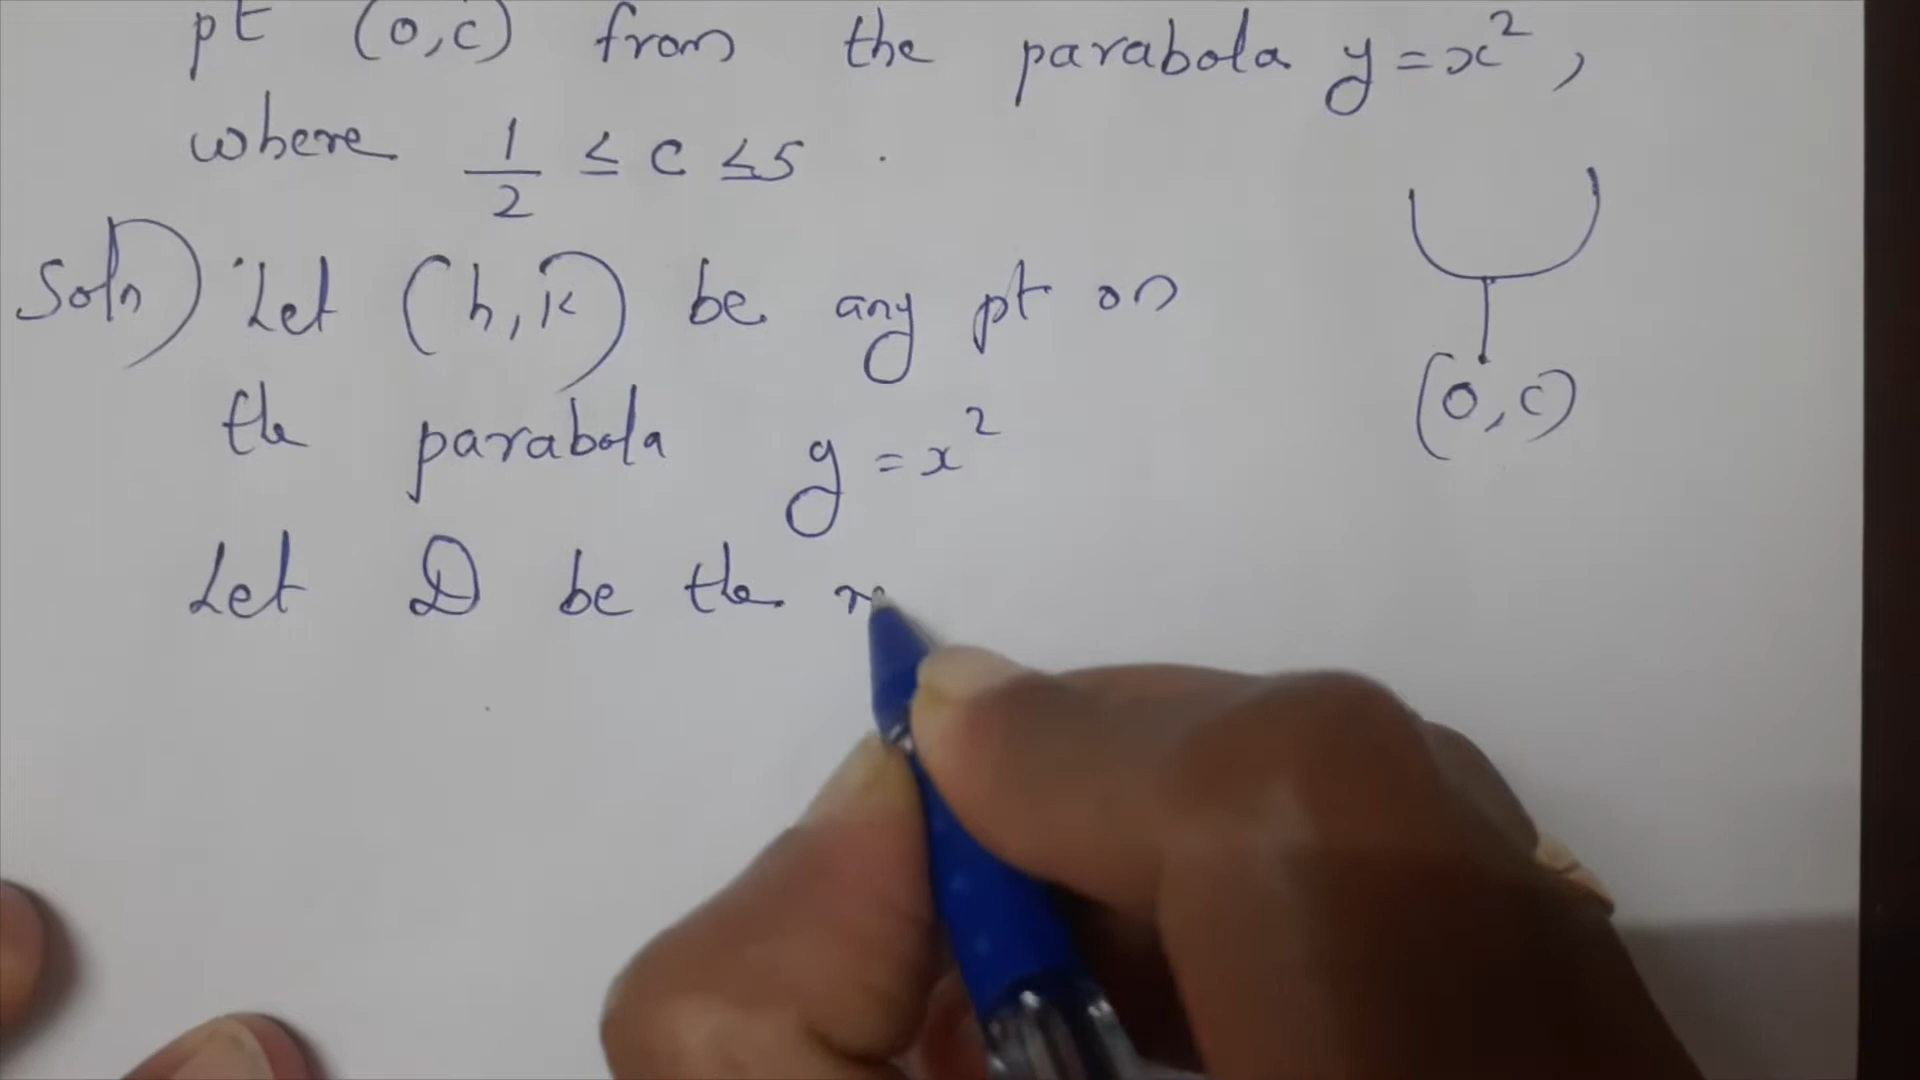 pt (0,c) from the parabola y=x²,
where 1/2 ≤ c ≤5 .
Soln) Let (h,k) be any pt on
the parabola y=x²
Let D be the
(0,c)